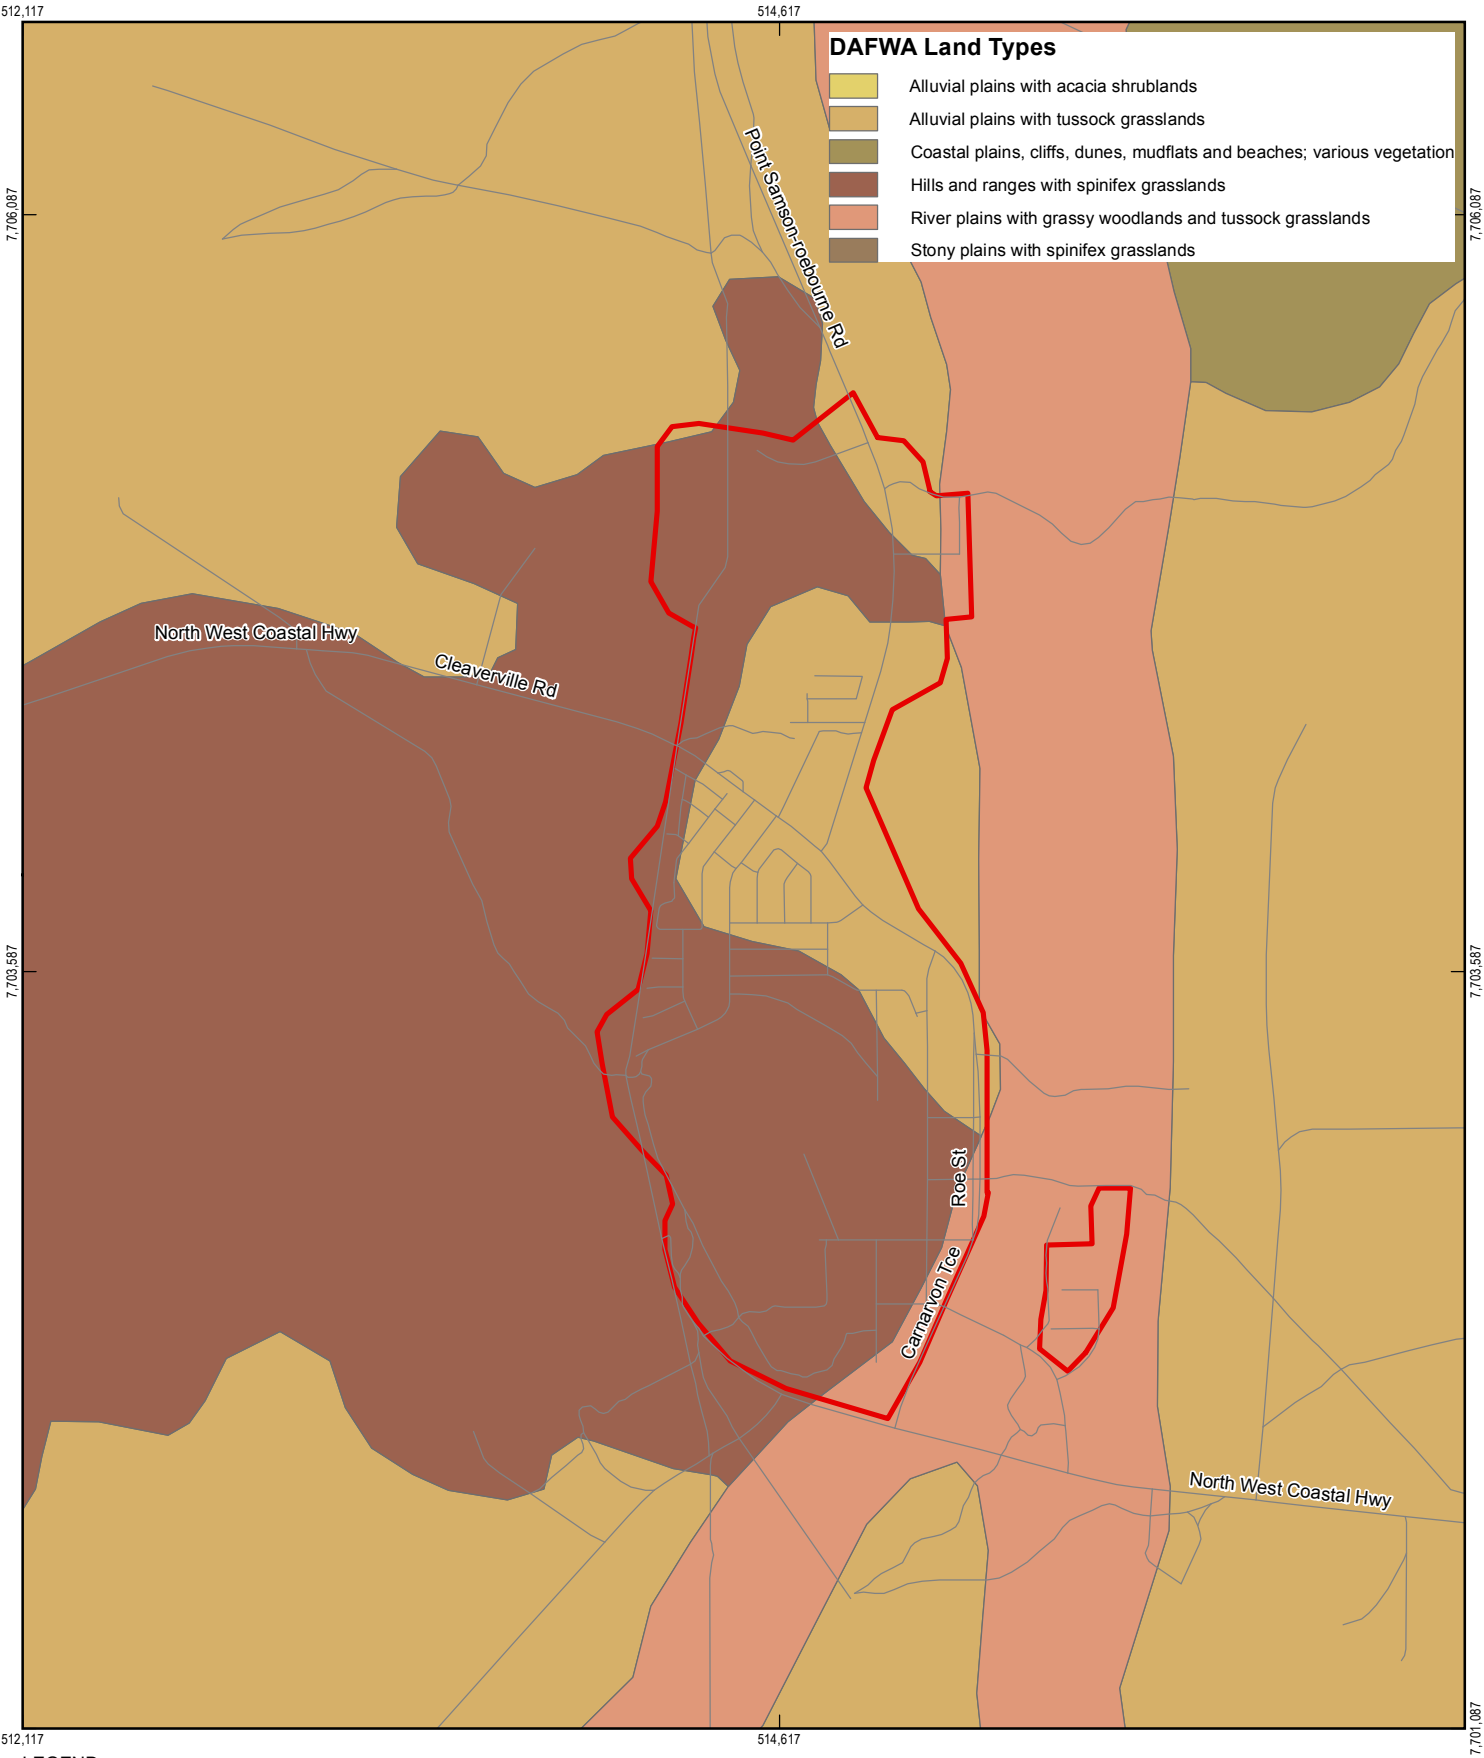 512,117
514,617
DAFWA Land Types
Alluvial plains with acacia shrublands
Alluvial plains with tussock grasslands
Coastal plains, cliffs, dunes, mudflats and beaches; various vegetation
Hills and ranges with spinifex grasslands
River plains with grassy woodlands and tussock grasslands
Stony plains with spinifex grasslands
Point Samson-roebourne Rd
7,706,087
7,706,087
North West Coastal Hwy
Cleaverville Rd
7,703,587
7,703,587
Roe St
Carnarvon Tce
North West Coastal Hwy
512,117
514,617
7,701,087
LEGEND